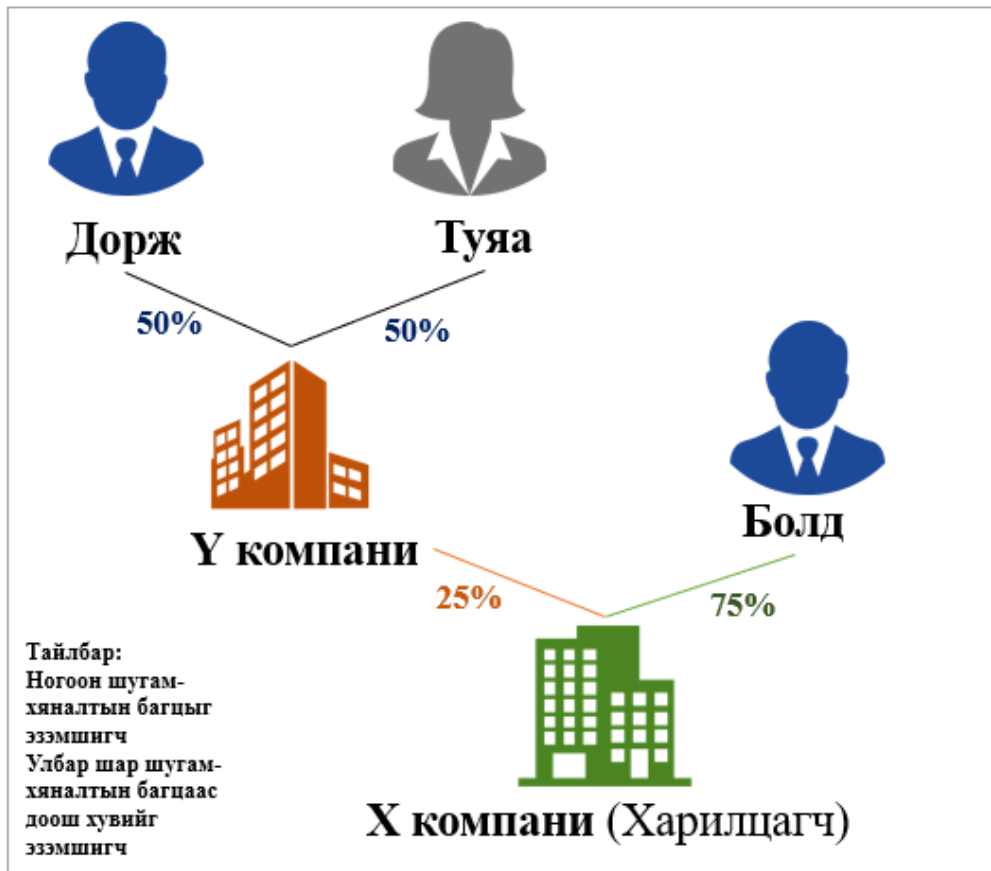 Дорж
Туяа
50%
50%
Болд
Y компани
25%
75%
Тайлбар:
Ногоон шугам-
хяналтын багцыг
эзэмшигч
Улбар шар шугам-
хяналтын багцаас
доош хувийг
эзэмшигч
X компани (Харилцагч)